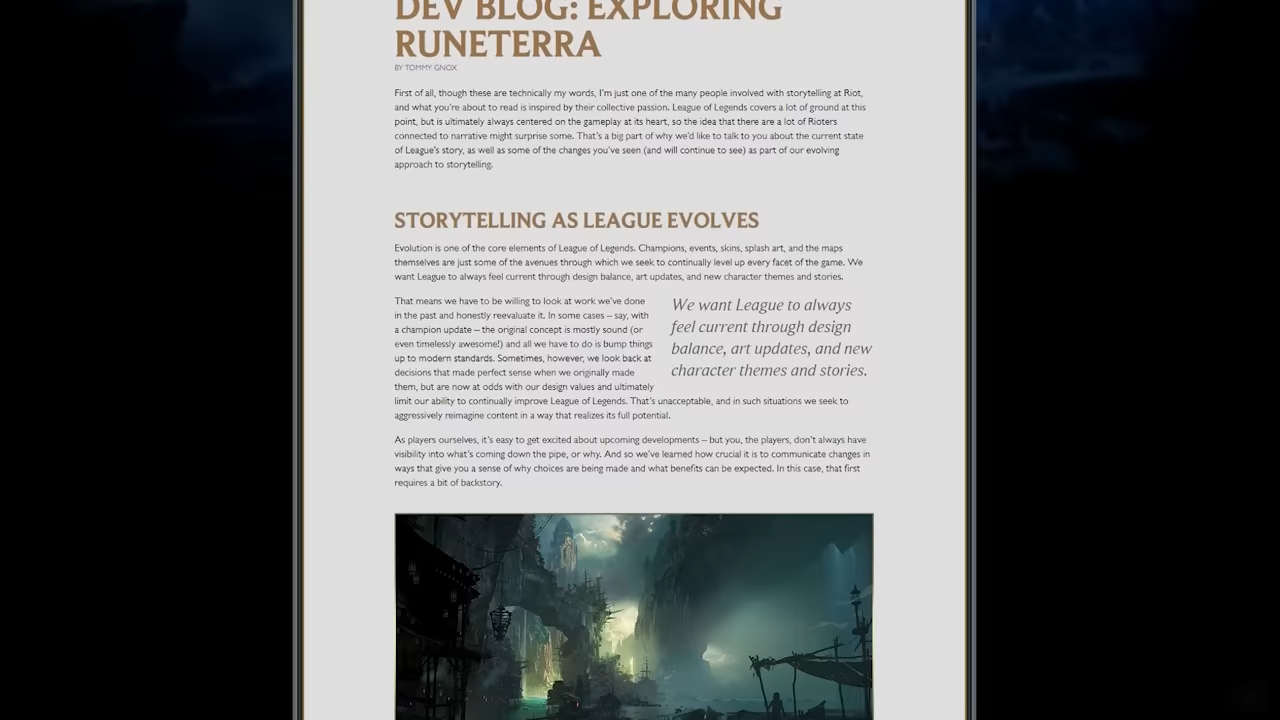 DEV BLOG: EXPLORING
RUNETERRA
BY TOMMY GNOX
First of all, though these are technically my words, I'm just one of the many people involved with storytelling at Riot,
and what you're about to read is inspired by their collective passion. League of Legends covers a lot of ground at this
point, but is ultimately always centered on the gameplay at its heart, so the idea that there are a lot of Rioters
connected to narrative might surprise some. That's a big part of why we'd like to talk to you about the current state
of League's story, as well as some of the changes you've seen (and will continue to see) as part of our evolving
approach to storytelling.
STORYTELLING AS LEAGUE EVOLVES
Evolution is one of the core elements of League of Legends. Champions, events, skins, splash art, and the maps
themselves are just some of the avenues through which we seek to continually level up every facet of the game. We
want League to always feel current through design balance, art updates, and new character themes and stories.
That means we have to be willing to look at work we've done
in the past and honestly reevaluate it. In some cases – say, with
a champion update – the original concept is mostly sound (or
even timelessly awesome!) and all we have to do is bump things
up to modern standards. Sometimes, however, we look back at
decisions that made perfect sense when we originally made
them, but are now at odds with our design values and ultimately
limit our ability to continually improve League of Legends. That's unacceptable, and in such situations we seek to
aggressively reimagine content in a way that realizes its full potential.
We want League to always
feel current through design
balance, art updates, and new
character themes and stories.
As players ourselves, it's easy to get excited about upcoming developments – but you, the players, don't always have
visibility into what's coming down the pipe, or why. And so we've learned how crucial it is to communicate changes in
ways that give you a sense of why choices are being made and what benefits can be expected. In this case, that first
requires a bit of backstory.